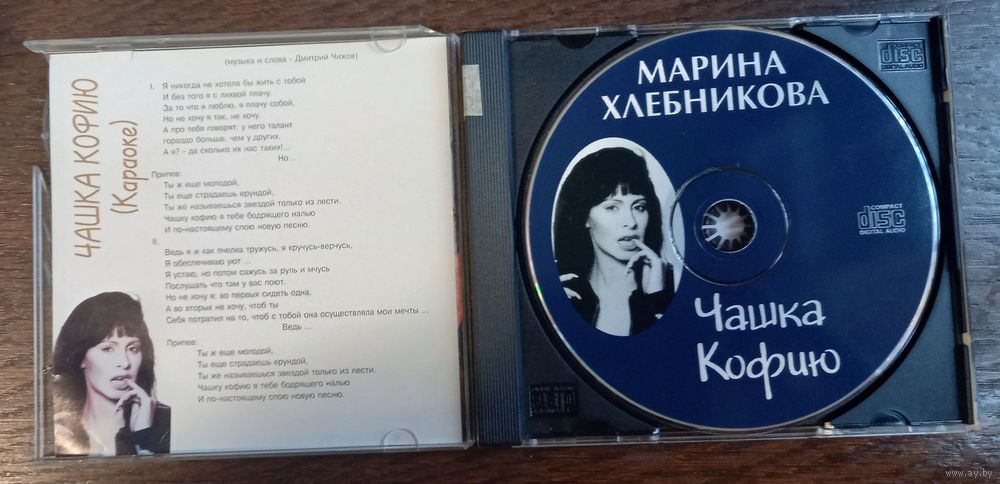 ЧАШКА КОФИЮ
(Караоке)
(музыка и слова - Дмитрий Чижов)
I. Я никогда не хотела бы жить с тобой
И без того я с лихвой плачу.
За то что я люблю, я плачу собой,
Но не хочу я так, не хочу.
А про тебя говорят: у него талант
гораздо больше, чем у других.
А я? - да сколько их нас таких!...
Но...
Припев:
Ты ж еще молодой,
Ты еще страдаешь ерундой,
Ты же называешься звездой только из лести.
Чашку кофию я тебе бодрящего налью
И по-настоящему спою новую песню.
II.
Ведь я ж как пчелка тружусь, я кручусь-верчусь,
Я обеспечиваю уют ...
Я устаю, но потом сажусь за руль и мчусь
Послушать что там у вас поют.
Но не хочу я: во первых сидеть одна,
А во вторых не хочу, чтоб ты
Себя потратил на то, чтоб с тобой она осуществляла мои мечты ...
Ведь ...
Припев:
Ты ж еще молодой,
Ты еще страдаешь ерундой,
Ты же называешься звездой только из лести.
Чашку кофию я тебе бодрящего налью
И по-настоящему спою новую песню.
МАРИНА
ХЛЕБНИКОВА
COMPACT
disc
DIGITAL AUDIO
COMPACT
disc
DIGITAL AUDIO
Чашка
Кофию
www.ay.by